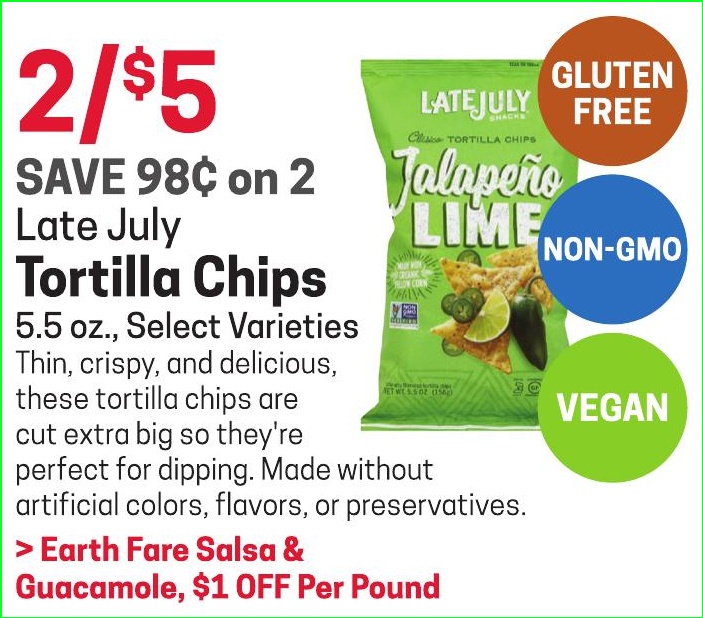 2/$5
SAVE 98¢ on 2
Late July
Tortilla Chips
5.5 oz., Select Varieties
Thin, crispy, and delicious,
these tortilla chips are
cut extra big so they're
perfect for dipping. Made without
artificial colors, flavors, or preservatives.
> Earth Fare Salsa &
Guacamole, $1 OFF Per Pound
LATE JULY
SNACKS
Clásico TORTILLA CHIPS
Jalapeño
LIME
MADE WITH
ORGANIC
YELLOW CORN
NON
GMO
NET WT 5.5 OZ (156g)
GLUTEN
FREE
NON-GMO
VEGAN